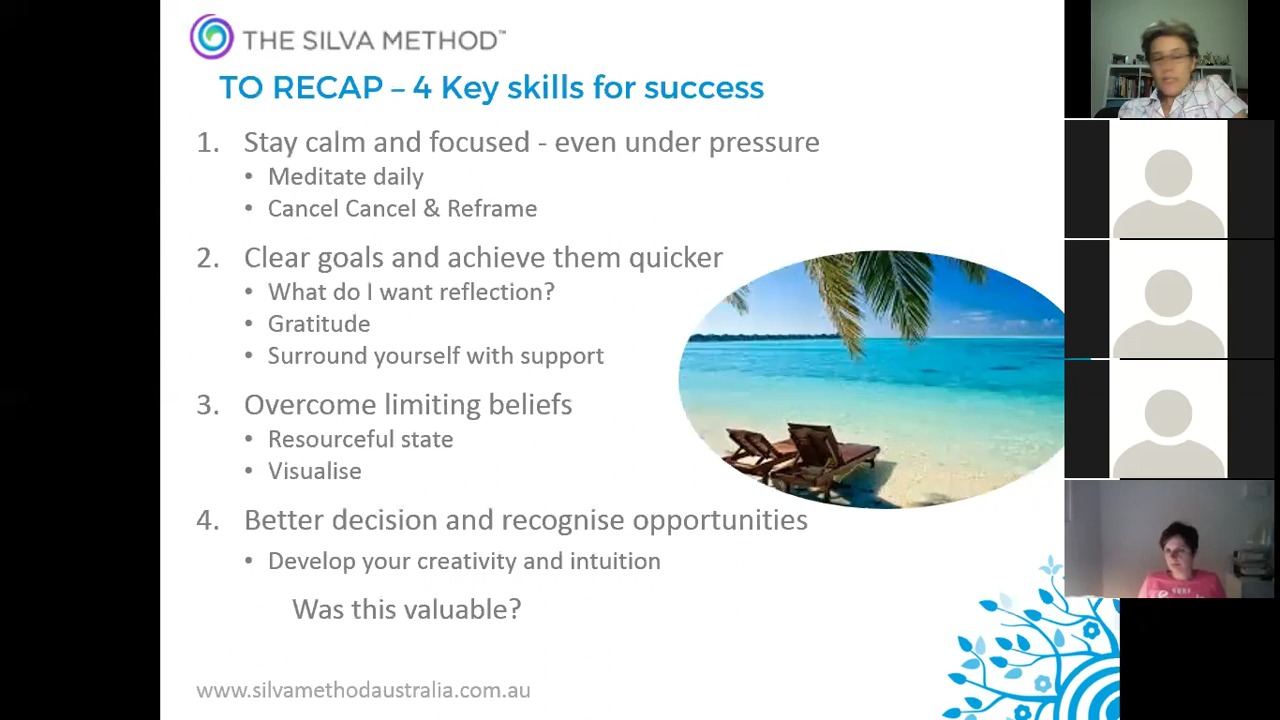 THE SILVA METHOD™
TO RECAP – 4 Key skills for success
1. Stay calm and focused - even under pressure
• Meditate daily
• Cancel Cancel & Reframe
2. Clear goals and achieve them quicker
• What do I want reflection?
• Gratitude
• Surround yourself with support
3. Overcome limiting beliefs
• Resourceful state
• Visualise
4. Better decision and recognise opportunities
• Develop your creativity and intuition
Was this valuable?
www.silvamethodaustralia.com.au